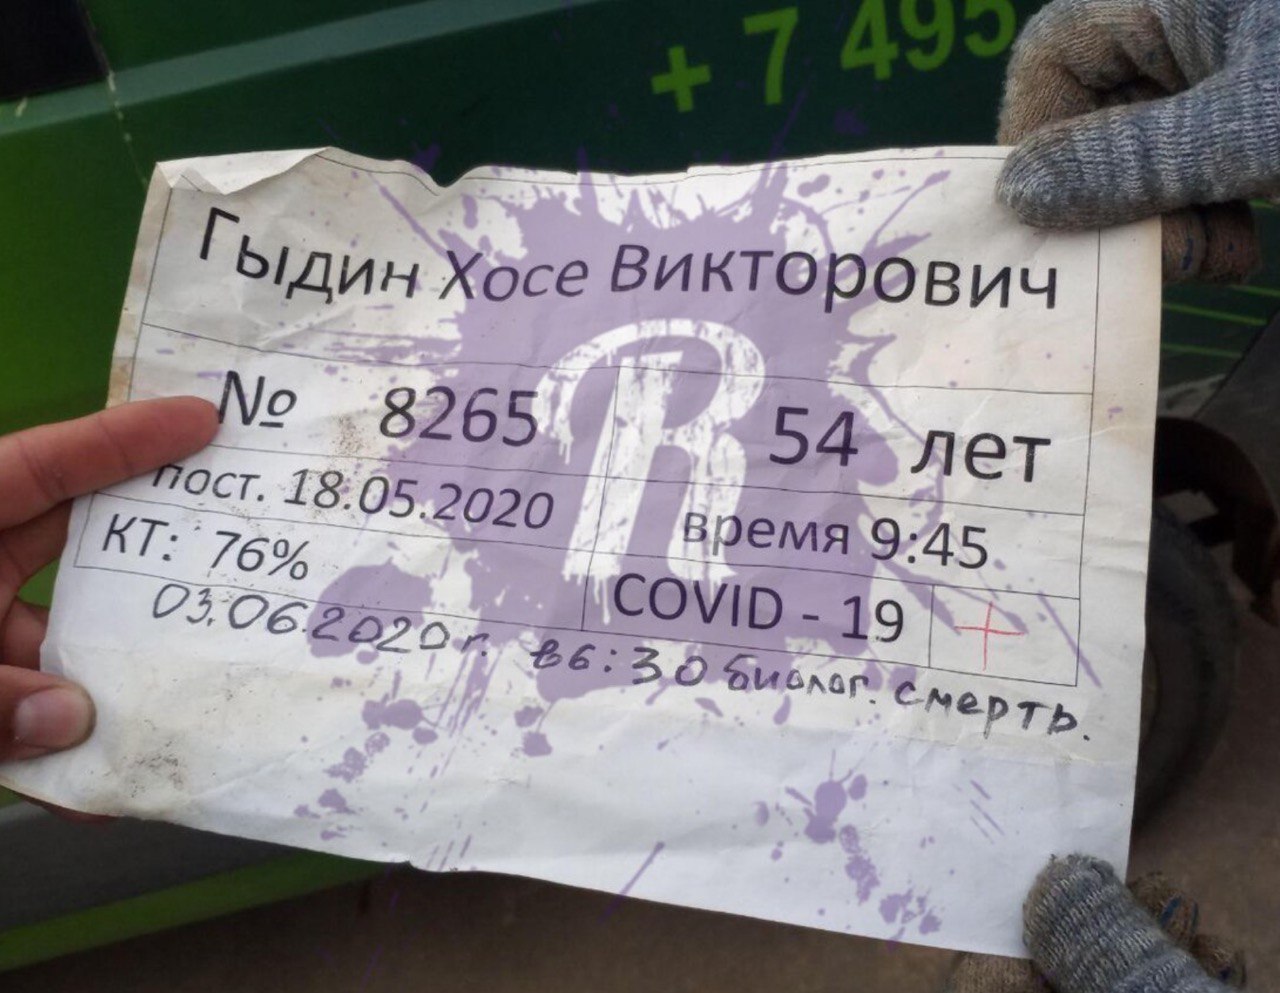 + 7 495
Гыдин Хосе Викторович
№ 8265 54 лет
пост. 18.05.2020 время 9:45
КТ: 76% COVID - 19 +
03.06.2020 г. в 6:30 биолог. смерть.
R